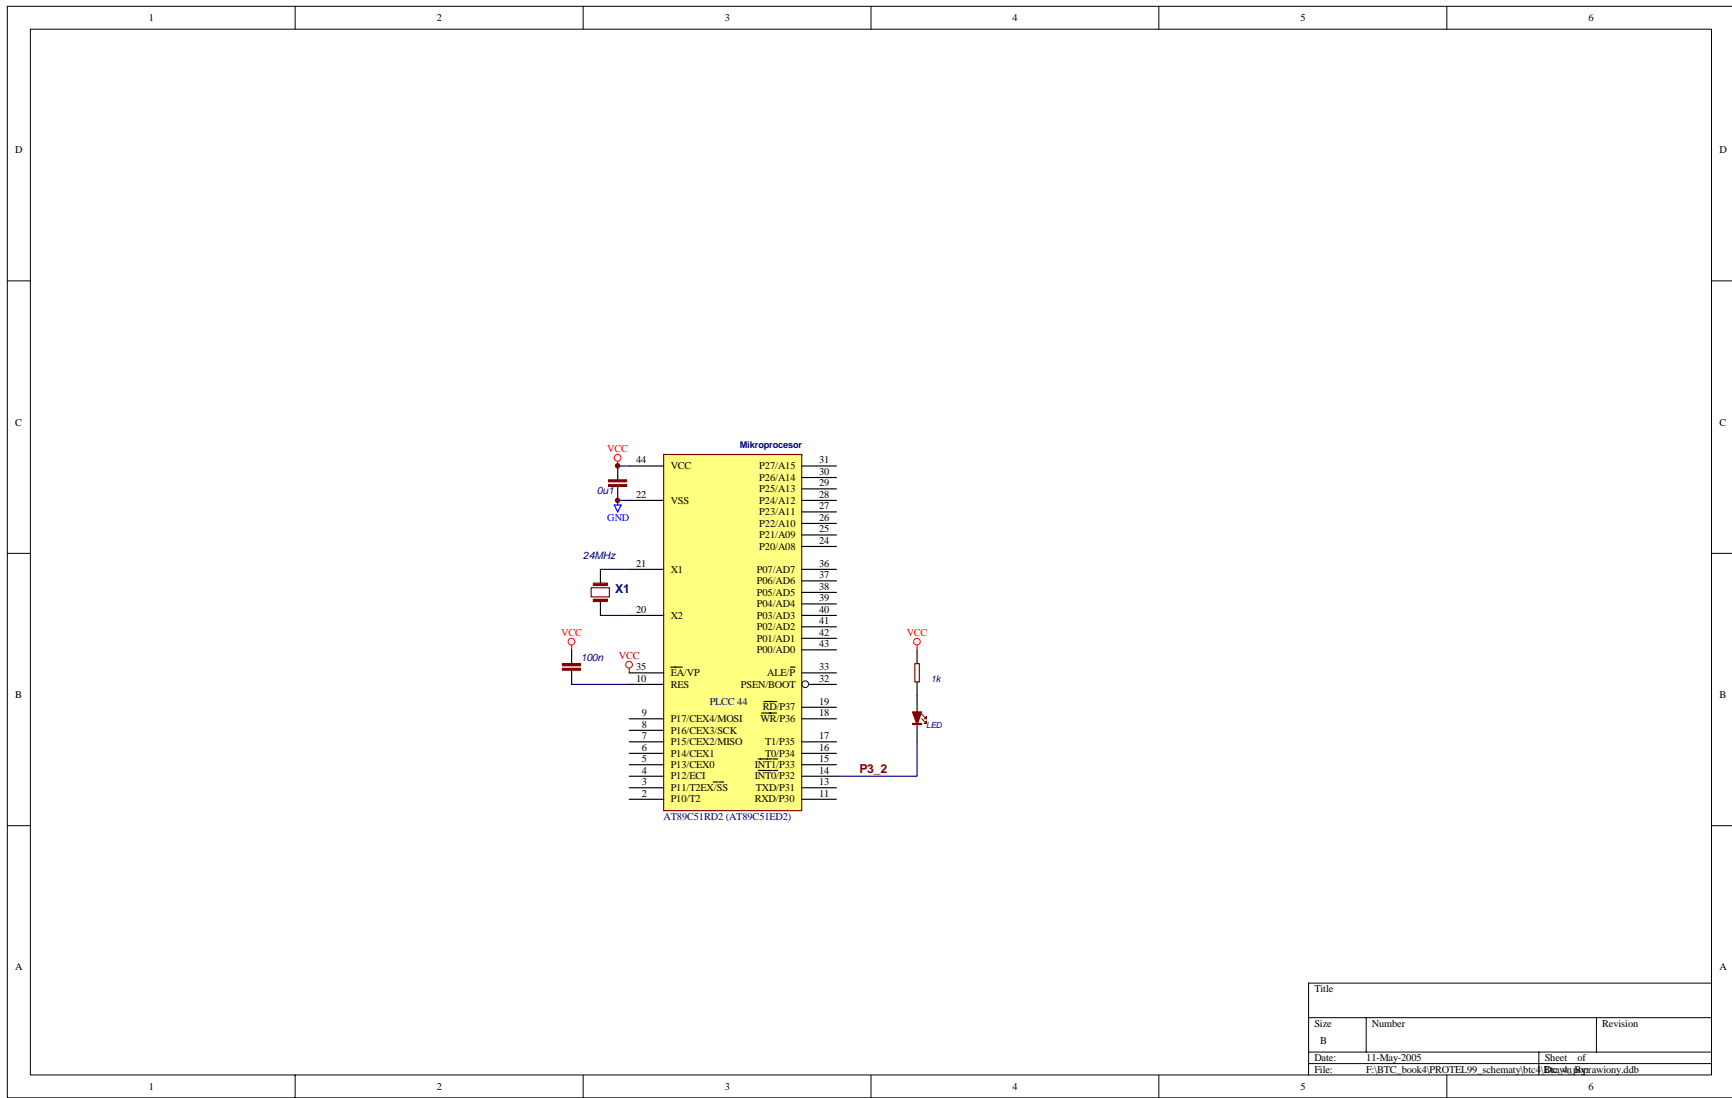 1 2 3 4 5 6
D D
C C
B B
A A
Mikroprocesor
VCC
0u1
GND
44 VCC
22 VSS
24MHz
21 X1
X1
20 X2
VCC
100n
VCC
35 EA/VP
10 RES
PLCC 44
9 P17/CEX4/MOSI
8 P16/CEX3/SCK
7 P15/CEX2/MISO
6 P14/CEX1
5 P13/CEX0
4 P12/ECI
3 P11/T2EX/SS
2 P10/T2
P27/A15 31
P26/A14 30
P25/A13 29
P24/A12 28
P23/A11 27
P22/A10 26
P21/A09 25
P20/A08 24
P07/AD7 36
P06/AD6 37
P05/AD5 38
P04/AD4 39
P03/AD3 40
P02/AD2 41
P01/AD1 42
P00/AD0 43
ALE/P 33
PSEN/BOOT 32
RD/P37 19
WR/P36 18
T1/P35 17
T0/P34 16
INT1/P33 15
INT0/P32 14
TXD/P31 13
RXD/P30 11
AT89C51RD2 (AT89C51ED2)
VCC
1k
LED
P3_2
Title
Size Number Revision
B
Date: 11-May-2005 Sheet of
File: F:\BTC_book4\PROTEL99_schematy\btc4
1 2 3 4 5 6